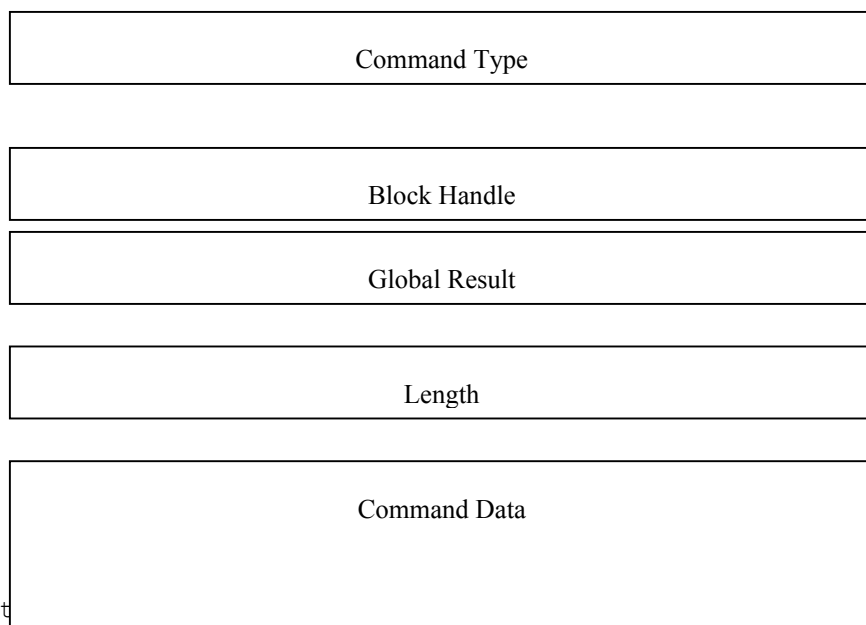 Command Type
Block Handle
Global Result
Length
Command Data
t